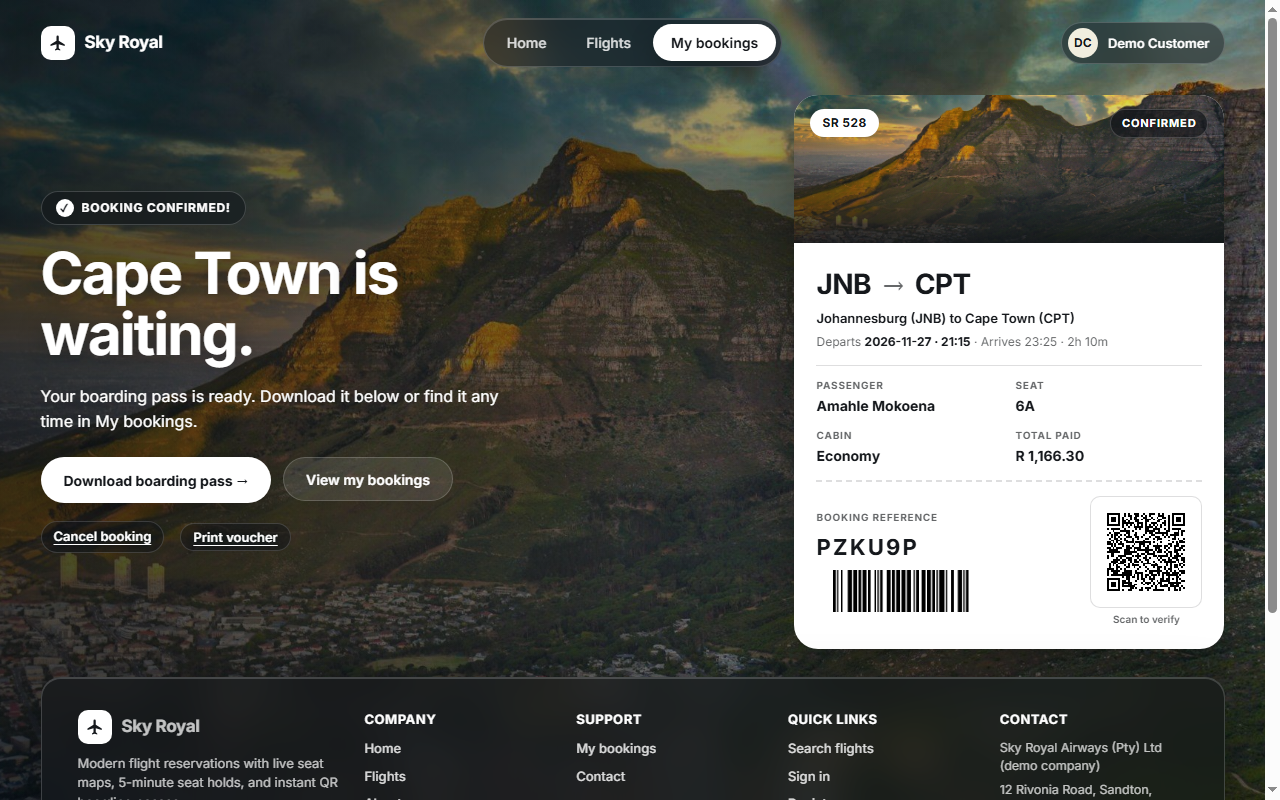 Sky Royal
Home
Flights
My bookings
DC
Demo Customer
BOOKING CONFIRMED!
Cape Town is
waiting.
Your boarding pass is ready. Download it below or find it any
time in My bookings.
Download boarding pass →
View my bookings
Cancel booking
Print voucher
SR 528
CONFIRMED
JNB → CPT
Johannesburg (JNB) to Cape Town (CPT)
Departs 2026-11-27 · 21:15 · Arrives 23:25 · 2h 10m
PASSENGER
Amahle Mokoena
SEAT
6A
CABIN
Economy
TOTAL PAID
R 1,166.30
BOOKING REFERENCE
PZKU9P
Scan to verify
Sky Royal
Modern flight reservations with live seat
maps, 5-minute seat holds, and instant QR
COMPANY
Home
Flights
SUPPORT
My bookings
Contact
QUICK LINKS
Search flights
Sign in
CONTACT
Sky Royal Airways (Pty) Ltd
(demo company)
12 Rivonia Road, Sandton,